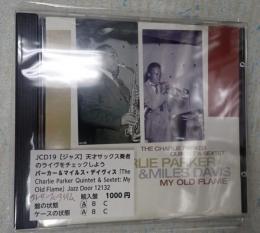 THE CHARLIE PARKER
QUINTET & SEXTET
RLIE PARKER
& MILES DAVIS
MY OLD FLAME
JCD19 [ジャズ] 天才サックス奏者
のライヴをチェックしよう
パーカー&マイルス・デイヴィス (The
Charlie Parker Quintet & Sextet: My
Old Flame) Jazz Door 12132
輸入盤 1000円
盤の状態 A B C
ケースの状態 A B C